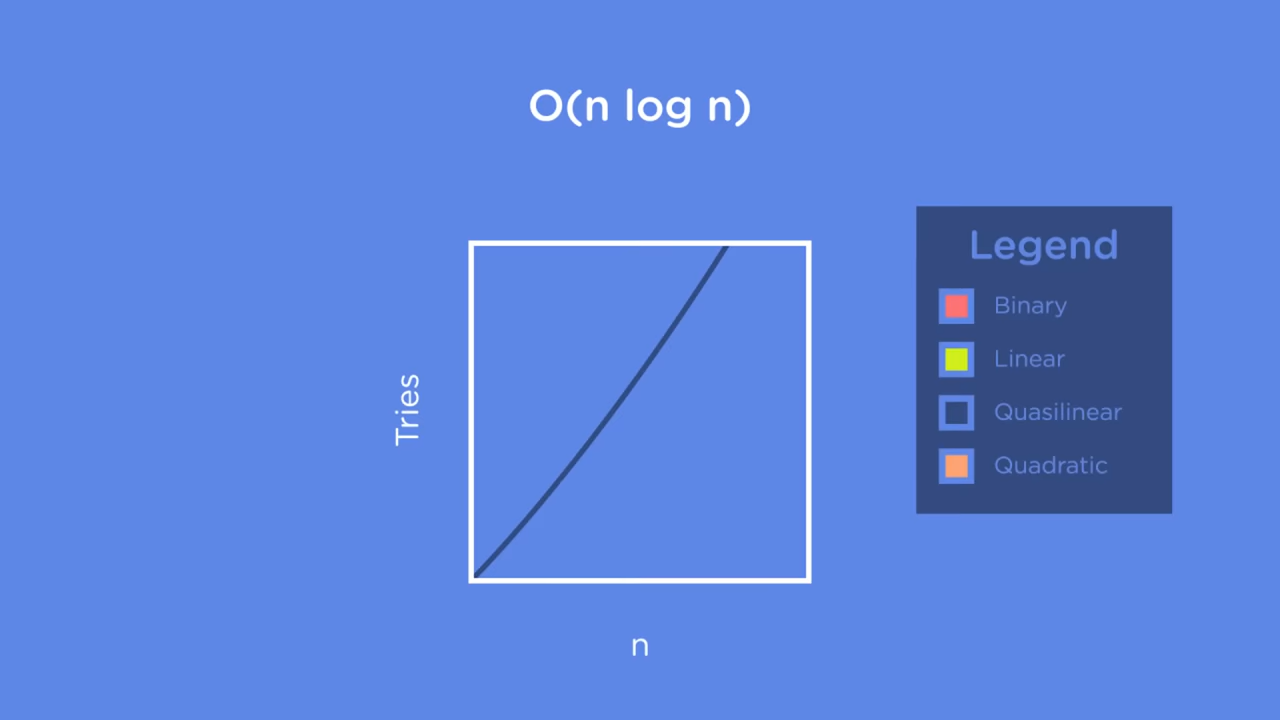 O(n log n)
Tries
n
Legend
Binary
Linear
Quasilinear
Quadratic